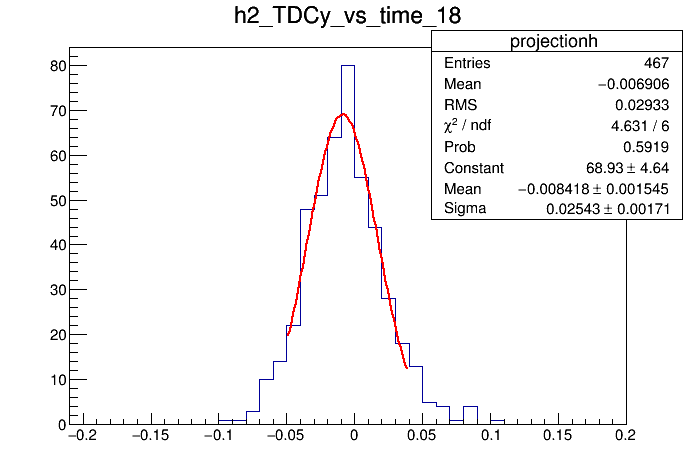 h2_TDCy_vs_time_18
projectionh
Entries 467
Mean −0.006906
RMS 0.02933
χ² / ndf 4.631 / 6
Prob 0.5919
Constant 68.93 ± 4.64
Mean −0.008418 ± 0.001545
Sigma 0.02543 ± 0.00171
80
70
60
50
40
30
20
10
0
−0.2 −0.15 −0.1 −0.05 0 0.05 0.1 0.15 0.2